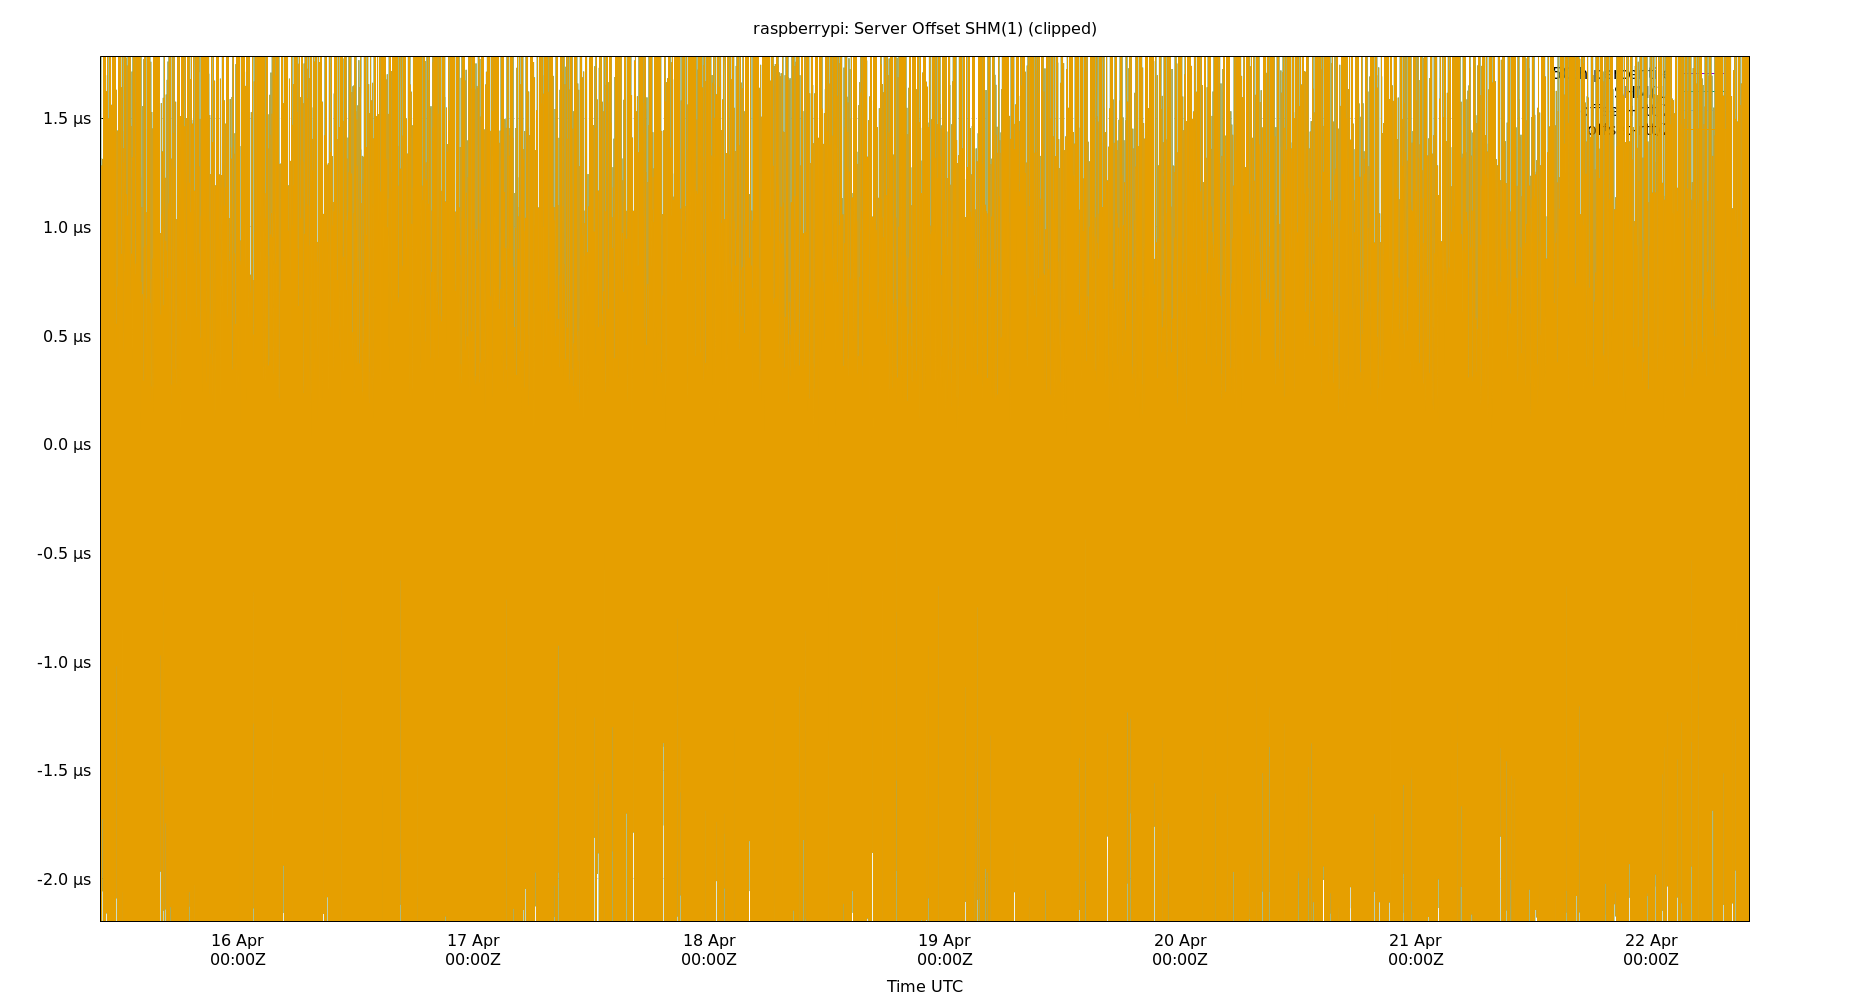 raspberrypi: Server Offset SHM(1) (clipped)
1.5 µs
1.0 µs
0.5 µs
0.0 µs
-0.5 µs
-1.0 µs
-1.5 µs
-2.0 µs
16 Apr 17 Apr 18 Apr 19 Apr 20 Apr 21 Apr 22 Apr
00:00Z 00:00Z 00:00Z 00:00Z 00:00Z 00:00Z 00:00Z
Time UTC